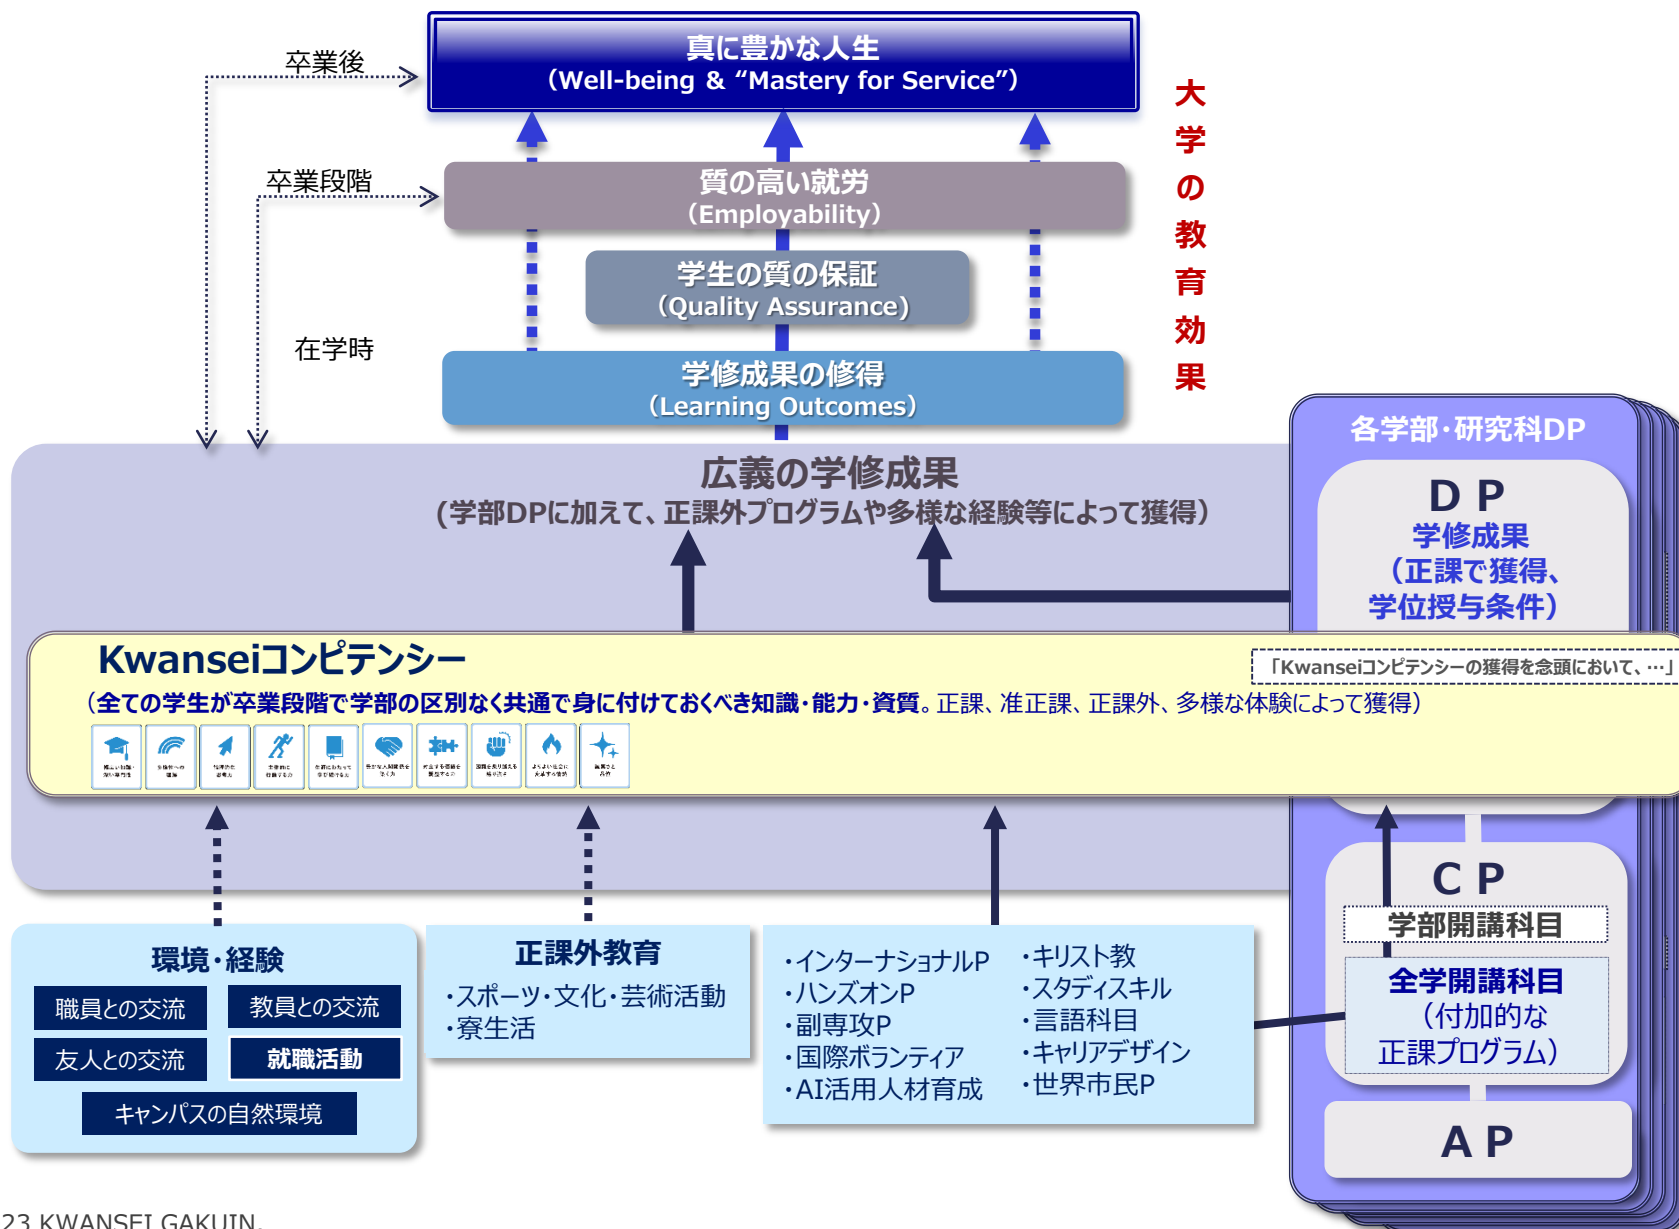 真に豊かな人生
（Well-being & “Mastery for Service”）
卒業後
大学の教育効果
質の高い就労
（Employability）
卒業段階
学生の質の保証
（Quality Assurance)
在学時
学修成果の修得
（Learning Outcomes）
各学部・研究科DP
広義の学修成果
(学部DPに加えて、正課外プログラムや多様な経験等によって獲得）
D P
学修成果
（正課で獲得、
学位授与条件）
Kwanseiコンピテンシー
「Kwanseiコンピテンシーの獲得を念頭において、…」
（全ての学生が卒業段階で学部の区別なく共通で身に付けておくべき知識・能力・資質。正課、准正課、正課外、多様な体験によって獲得）
C P
学部開講科目
全学開講科目
（付加的な
正課プログラム）
A P
環境・経験
職員との交流
教員との交流
友人との交流
就職活動
キャンパスの自然環境
正課外教育
・スポーツ・文化・芸術活動
・寮生活
・インターナショナルP
・ハンズオンP
・副専攻P
・国際ボランティア
・AI活用人材育成
・キリスト教
・スタディスキル
・言語科目
・キャリアデザイン
・世界市民P
23 KWANSEI GAKUIN.